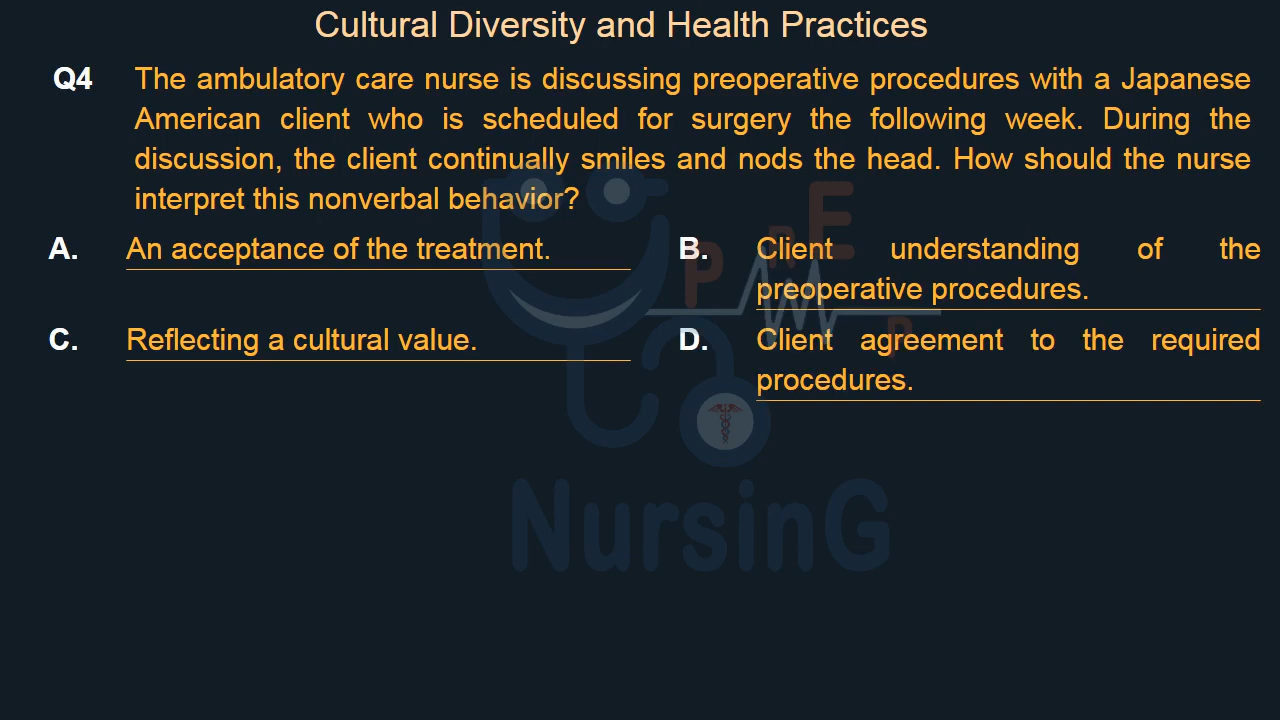 Cultural Diversity and Health Practices
Q4 The ambulatory care nurse is discussing preoperative procedures with a Japanese
American client who is scheduled for surgery the following week. During the
discussion, the client continually smiles and nods the head. How should the nurse
interpret this nonverbal behavior?
A. An acceptance of the treatment.
B. Client understanding of the
preoperative procedures.
C. Reflecting a cultural value.
D. Client agreement to the required
procedures.
PREP
NursinG